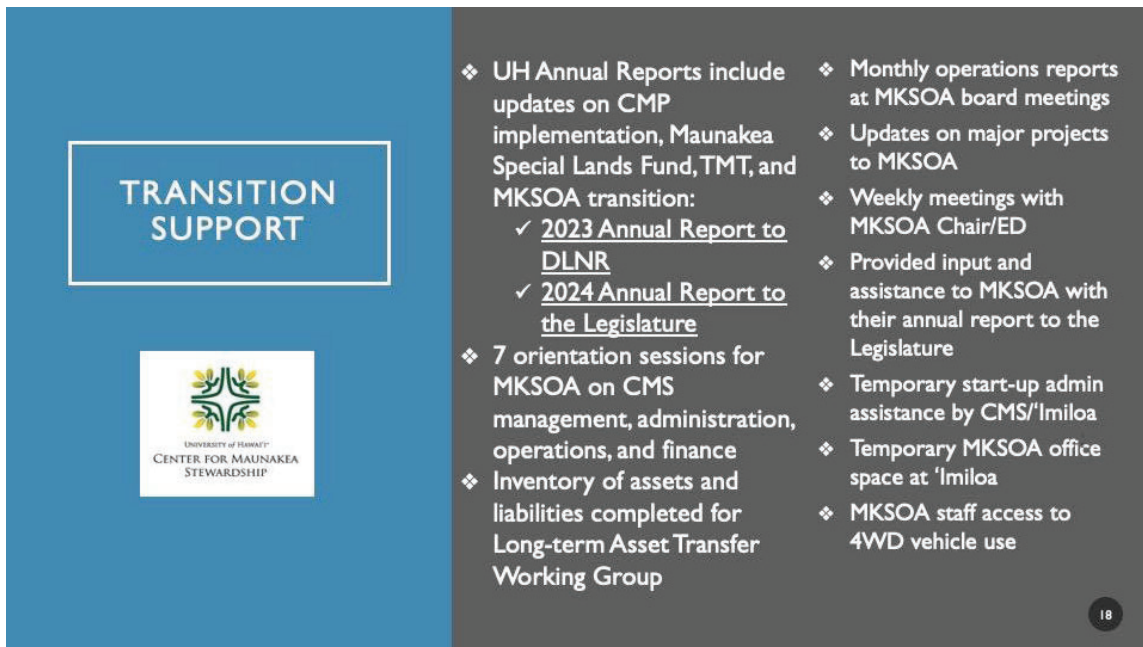 TRANSITION
SUPPORT
UNIVERSITY of HAWAI'I®
CENTER FOR MAUNAKEA
STEWARDSHIP
❖ UH Annual Reports include
updates on CMP
implementation, Maunakea
Special Lands Fund, TMT, and
MKSOA transition:
✓ 2023 Annual Report to
DLNR
✓ 2024 Annual Report to
the Legislature
❖ 7 orientation sessions for
MKSOA on CMS
management, administration,
operations, and finance
❖ Inventory of assets and
liabilities completed for
Long-term Asset Transfer
Working Group
❖ Monthly operations reports
at MKSOA board meetings
❖ Updates on major projects
to MKSOA
❖ Weekly meetings with
MKSOA Chair/ED
❖ Provided input and
assistance to MKSOA with
their annual report to the
Legislature
❖ Temporary start-up admin
assistance by CMS/ʻImiloa
❖ Temporary MKSOA office
space at ʻImiloa
❖ MKSOA staff access to
4WD vehicle use
18